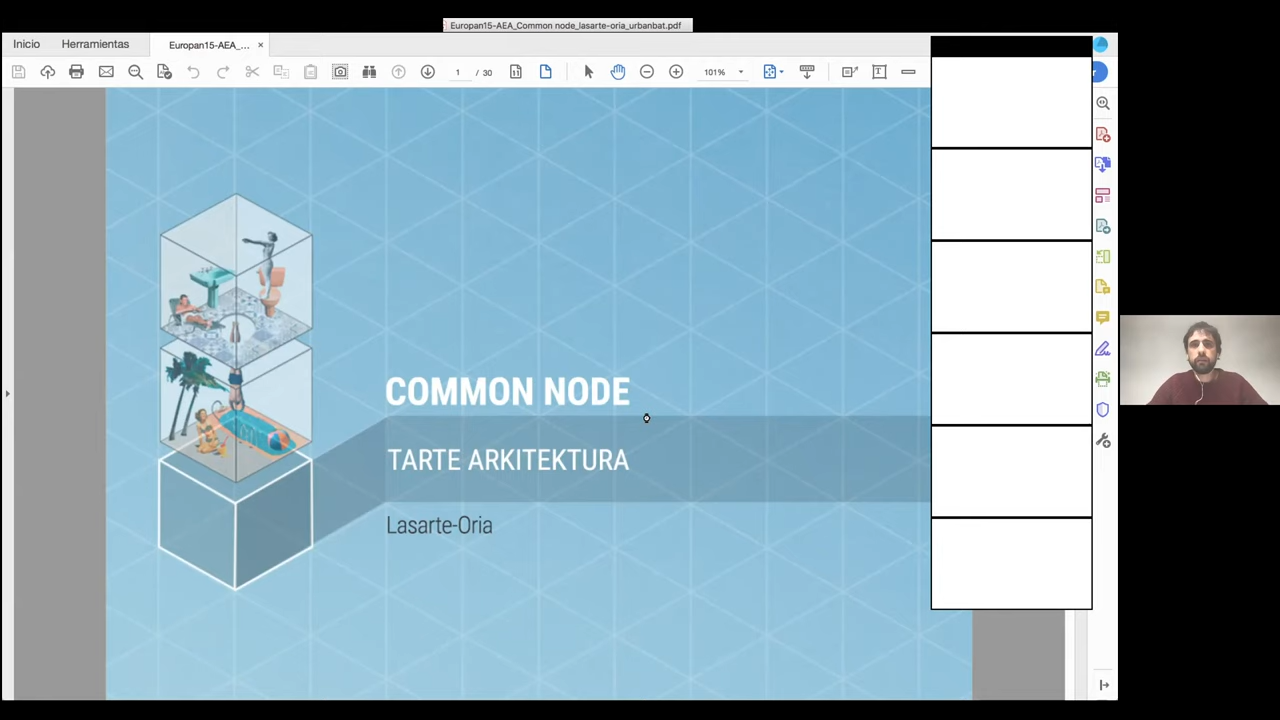 Europan15-AEA_Common node_lasarte-oria_urbanbat.pdf
Inicio
Herramientas
Europan15-AEA_...
1 / 30
101%
COMMON NODE
TARTE ARKITEKTURA
Lasarte-Oria